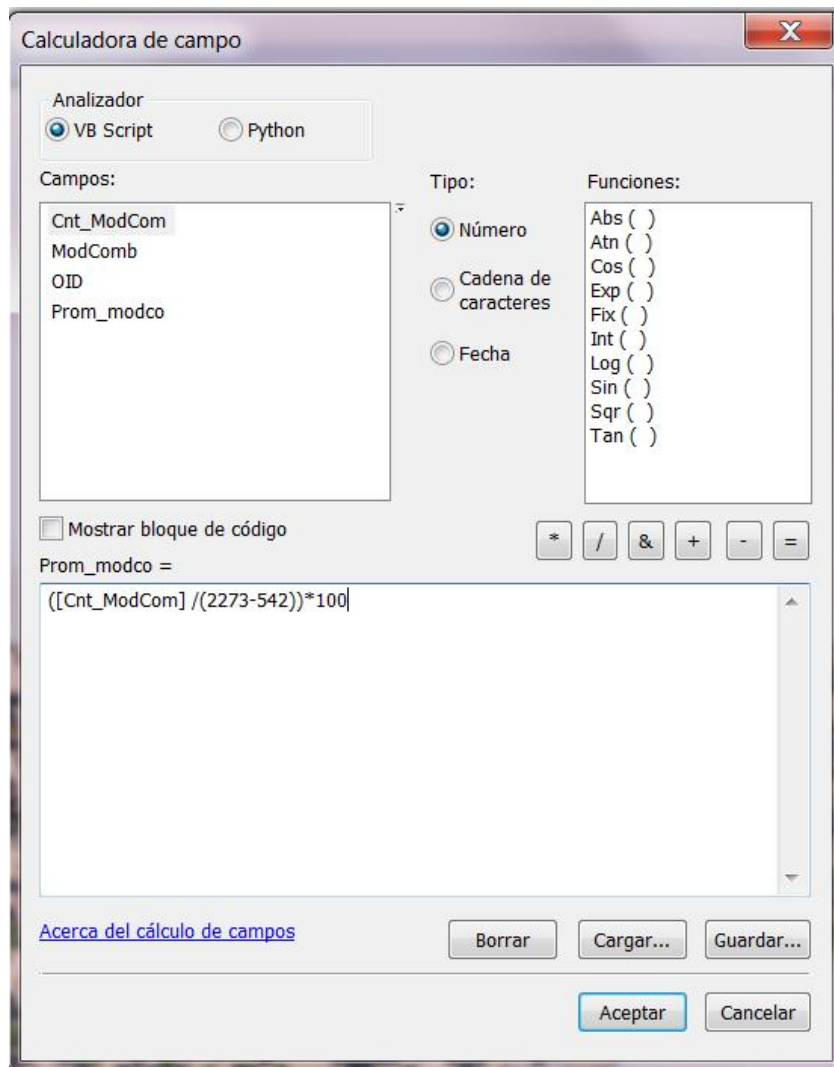 Calculadora de campo
Analizador
VB Script Python
Campos:
Cnt_ModCom
ModComb
OID
Prom_modco
Tipo:
Número
Cadena de
caracteres
Fecha
Funciones:
Abs ( )
Atn ( )
Cos ( )
Exp ( )
Fix ( )
Int ( )
Log ( )
Sin ( )
Sqr ( )
Tan ( )
Mostrar bloque de código
* / & + - =
Prom_modco =
([Cnt_ModCom] /(2273-542))*100
Acerca del cálculo de campos
Borrar Cargar... Guardar...
Aceptar Cancelar